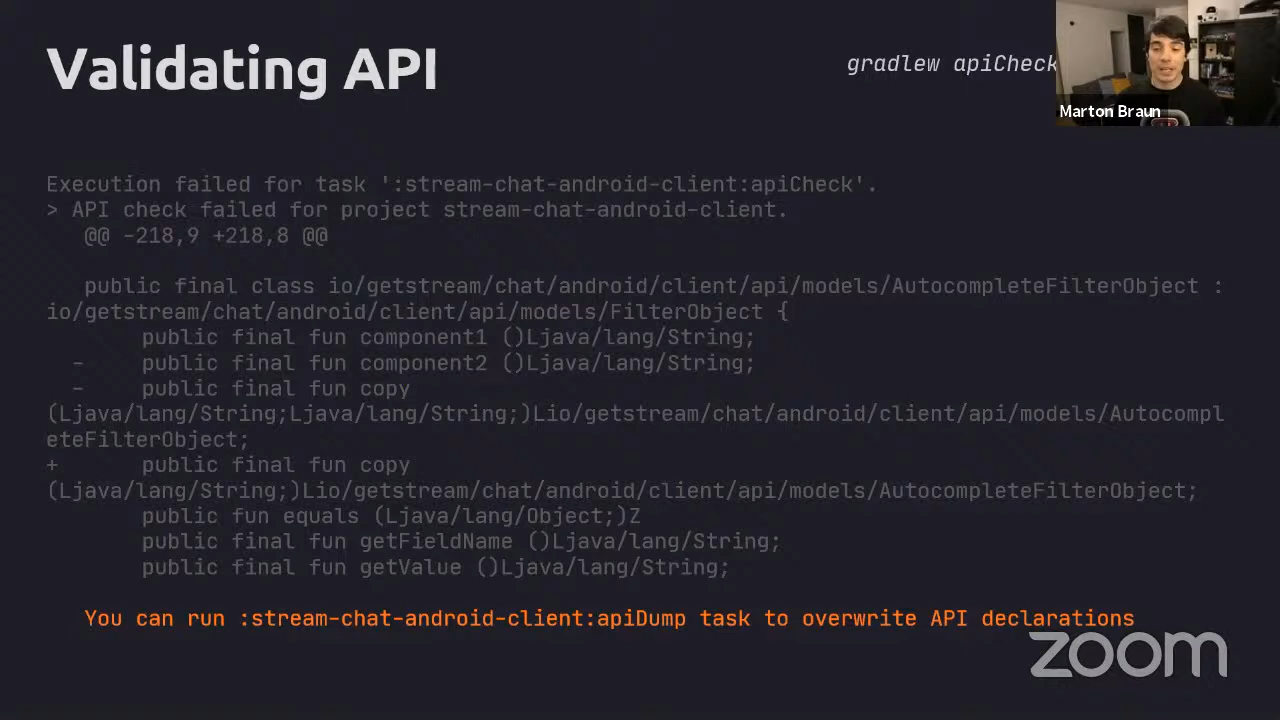 Validating API
gradlew apiCheck
Marton Braun
Execution failed for task ':stream-chat-android-client:apiCheck'.
> API check failed for project stream-chat-android-client.
@@ -218,9 +218,8 @@
public final class io/getstream/chat/android/client/api/models/AutocompleteFilterObject :
io/getstream/chat/android/client/api/models/FilterObject {
public final fun component1 ()Ljava/lang/String;
- public final fun component2 ()Ljava/lang/String;
- public final fun copy
(Ljava/lang/String;Ljava/lang/String;)Lio/getstream/chat/android/client/api/models/Autocompl
eteFilterObject;
+ public final fun copy
(Ljava/lang/String;)Lio/getstream/chat/android/client/api/models/AutocompleteFilterObject;
public fun equals (Ljava/lang/Object;)Z
public final fun getFieldName ()Ljava/lang/String;
public final fun getValue ()Ljava/lang/String;
You can run :stream-chat-android-client:apiDump task to overwrite API declarations
zoom